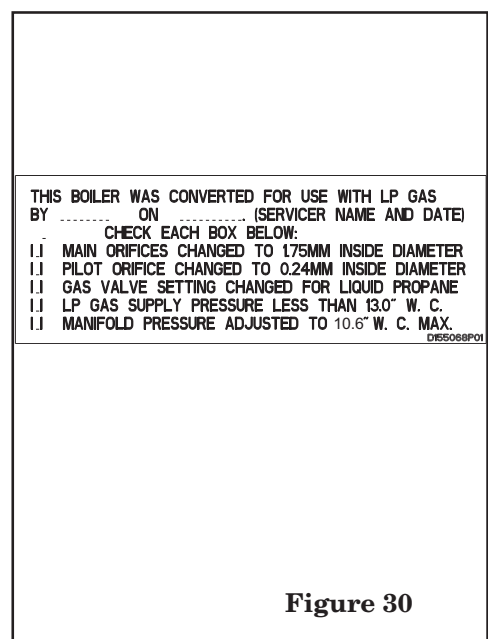 THIS BOILER WAS CONVERTED FOR USE WITH LP GAS
BY ........ ON .........., (SERVICER NAME AND DATE)
CHECK EACH BOX BELOW:
[ ] MAIN ORIFICES CHANGED TO 1.75MM INSIDE DIAMETER
[ ] PILOT ORIFICE CHANGED TO 0.24MM INSIDE DIAMETER
[ ] GAS VALVE SETTING CHANGED FOR LIQUID PROPANE
[ ] LP GAS SUPPLY PRESSURE LESS THAN 13.0" W. C.
[ ] MANIFOLD PRESSURE ADJUSTED TO 10.6" W. C. MAX.
D155068P01
Figure 30